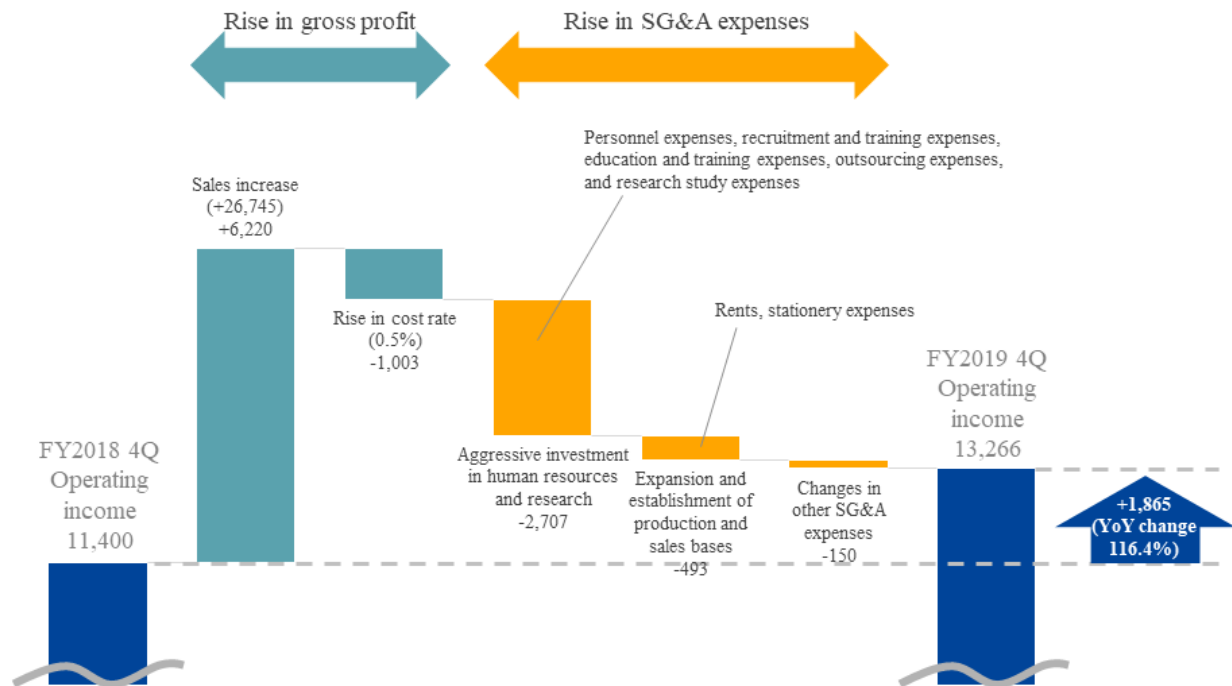 Rise in gross profit
Rise in SG&A expenses
Personnel expenses, recruitment and training expenses,
education and training expenses, outsourcing expenses,
and research study expenses
Sales increase
(+26,745)
+6,220
Rise in cost rate
(0.5%)
-1,003
Rents, stationery expenses
FY2018 4Q
Operating
income
11,400
Aggressive investment
in human resources
and research
-2,707
Expansion and
establishment of
production and
sales bases
-493
Changes in
other SG&A
expenses
-150
FY2019 4Q
Operating
income
13,266
+1,865
(YoY change
116.4%)